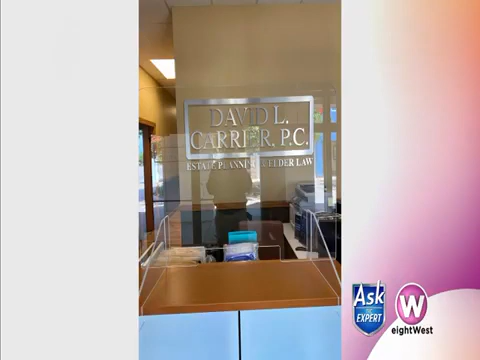 DAVID L.
CARRIER, P.C.
ESTATE PLANNING ELDER LAW
Ask
EXPERT
W
eightWest